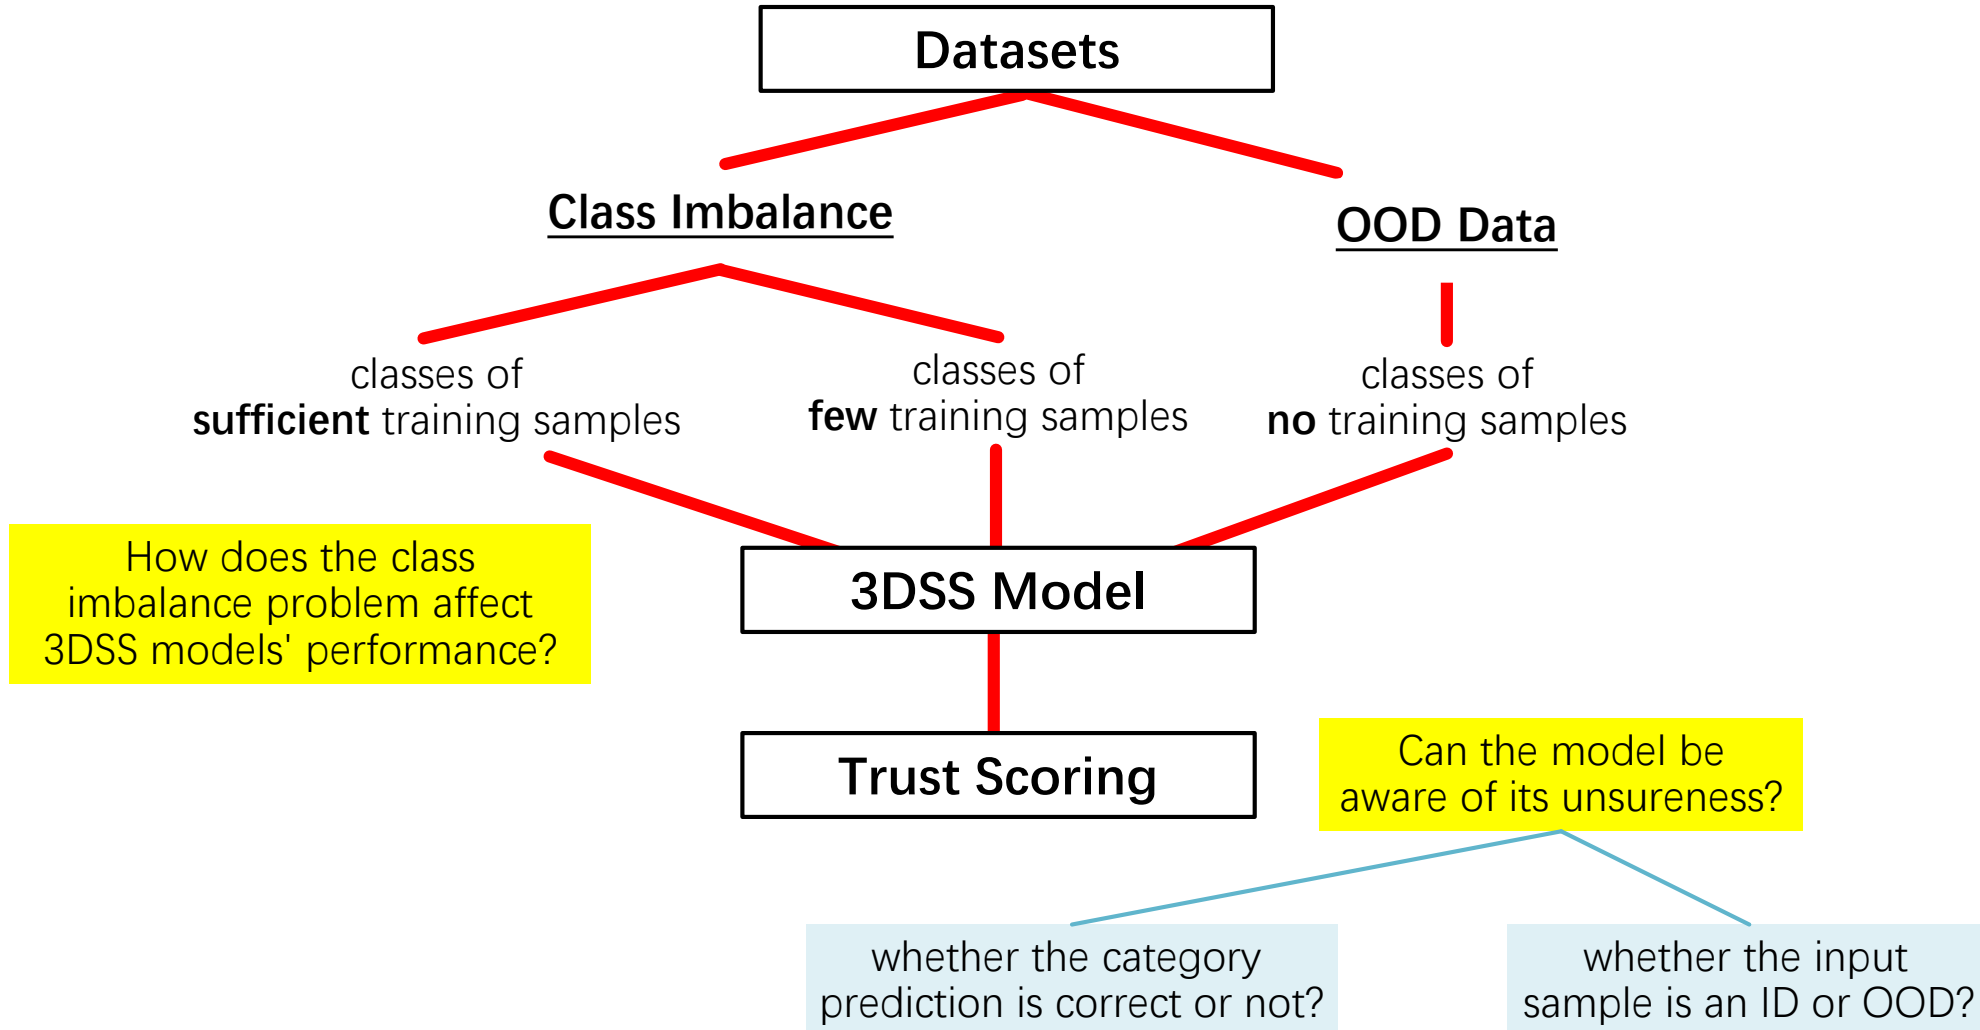 Datasets
Class Imbalance
OOD Data
classes of
sufficient training samples
classes of
few training samples
classes of
no training samples
How does the class
imbalance problem affect
3DSS models' performance?
3DSS Model
Trust Scoring
Can the model be
aware of its unsureness?
whether the category
prediction is correct or not?
whether the input
sample is an ID or OOD?